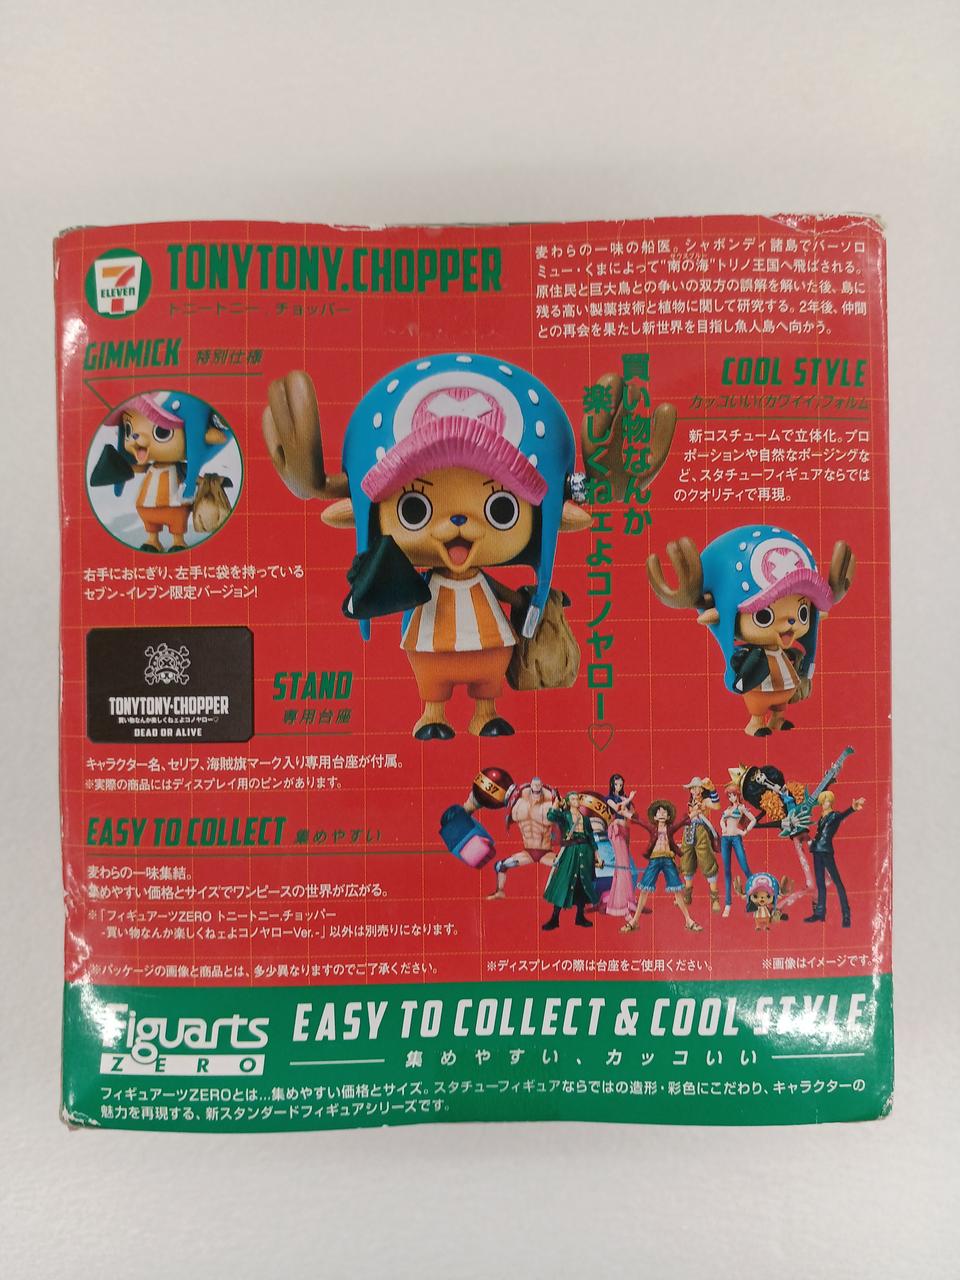 7
ELEVEN
TONYTONY.CHOPPER
トニートニー.チョッパー
麦わらの一味の船医。シャボンディ諸島でバーソロ
ミュー・くまによって“南の海”トリノ王国へ飛ばされる。
サウスブルー
原住民と巨大鳥との争いの双方の誤解を解いた後、島に
残る高い製薬技術と植物に関して研究する。2年後、仲間
との再会を果たし新世界を目指し魚人島へ向かう。
GIMMICK 特別仕様
右手におにぎり、左手に袋を持っている
セブン-イレブン限定バージョン!
買い物なんか
楽しくねェよコノヤロー♡
COOL STYLE
カッコいい(カワイイ)フォルム
新コスチュームで立体化。プロ
ポーションや自然なポージングな
ど、スタチューフィギュアならでは
のクオリティで再現。
TONYTONY・CHOPPER
買い物なんか楽しくねェよコノヤロー♡
DEAD OR ALIVE
STAND
専用台座
キャラクター名、セリフ、海賊旗マーク入り専用台座が付属。
※実際の商品にはディスプレイ用のピンがあります。
EASY TO COLLECT 集めやすい
麦わらの一味集結。
集めやすい価格とサイズでワンピースの世界が広がる。
※「フィギュアーツZERO トニートニー.チョッパー
-買い物なんか楽しくねェよコノヤローVer.-」以外は別売りになります。
※パッケージの画像と商品とは、多少異なりますのでご了承ください。
※ディスプレイの際は台座をご使用ください。
※画像はイメージです。
Figuarts
ZERO
EASY TO COLLECT & COOL STYLE
集めやすい、カッコいい
フィギュアーツZEROとは…集めやすい価格とサイズ。スタチューフィギュアならではの造形・彩色にこだわり、キャラクターの
魅力を再現する、新スタンダードフィギュアシリーズです。